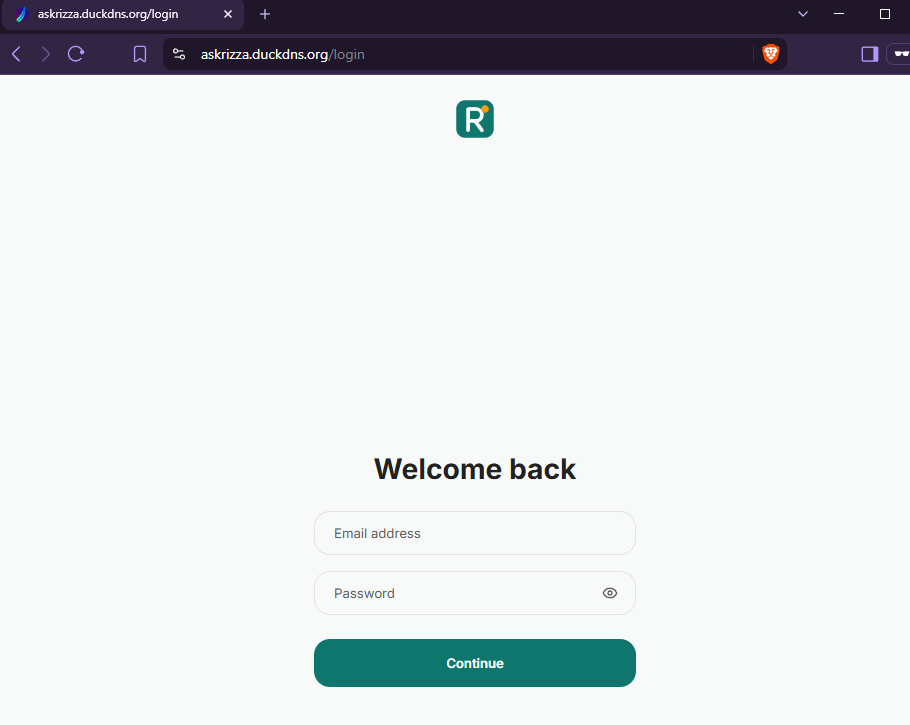 askrizza.duckdns.org/login
askrizza.duckdns.org/login
R
Welcome back
Email address
Password
Continue